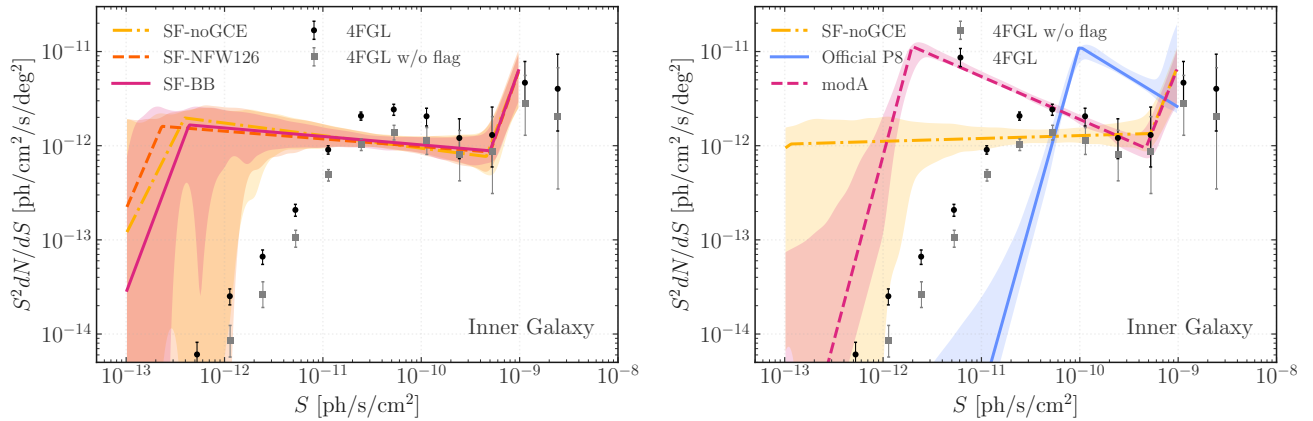 SF-noGCE
SF-NFW126
SF-BB
4FGL
4FGL w/o flag
Inner Galaxy
S²dN/dS [ph/cm²/s/deg²]
10⁻¹¹
10⁻¹²
10⁻¹³
10⁻¹⁴
10⁻¹³ 10⁻¹² 10⁻¹¹ 10⁻¹⁰ 10⁻⁹ 10⁻⁸
S [ph/s/cm²]
SF-noGCE
Official P8
modA
4FGL w/o flag
4FGL
Inner Galaxy
S²dN/dS [ph/cm²/s/deg²]
10⁻¹¹
10⁻¹²
10⁻¹³
10⁻¹⁴
10⁻¹³ 10⁻¹² 10⁻¹¹ 10⁻¹⁰ 10⁻⁹ 10⁻⁸
S [ph/s/cm²]